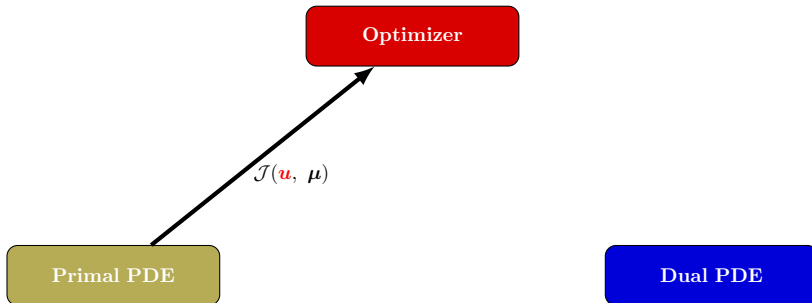 Optimizer
𝒥(𝒖, 𝝁)
Primal PDE
Dual PDE